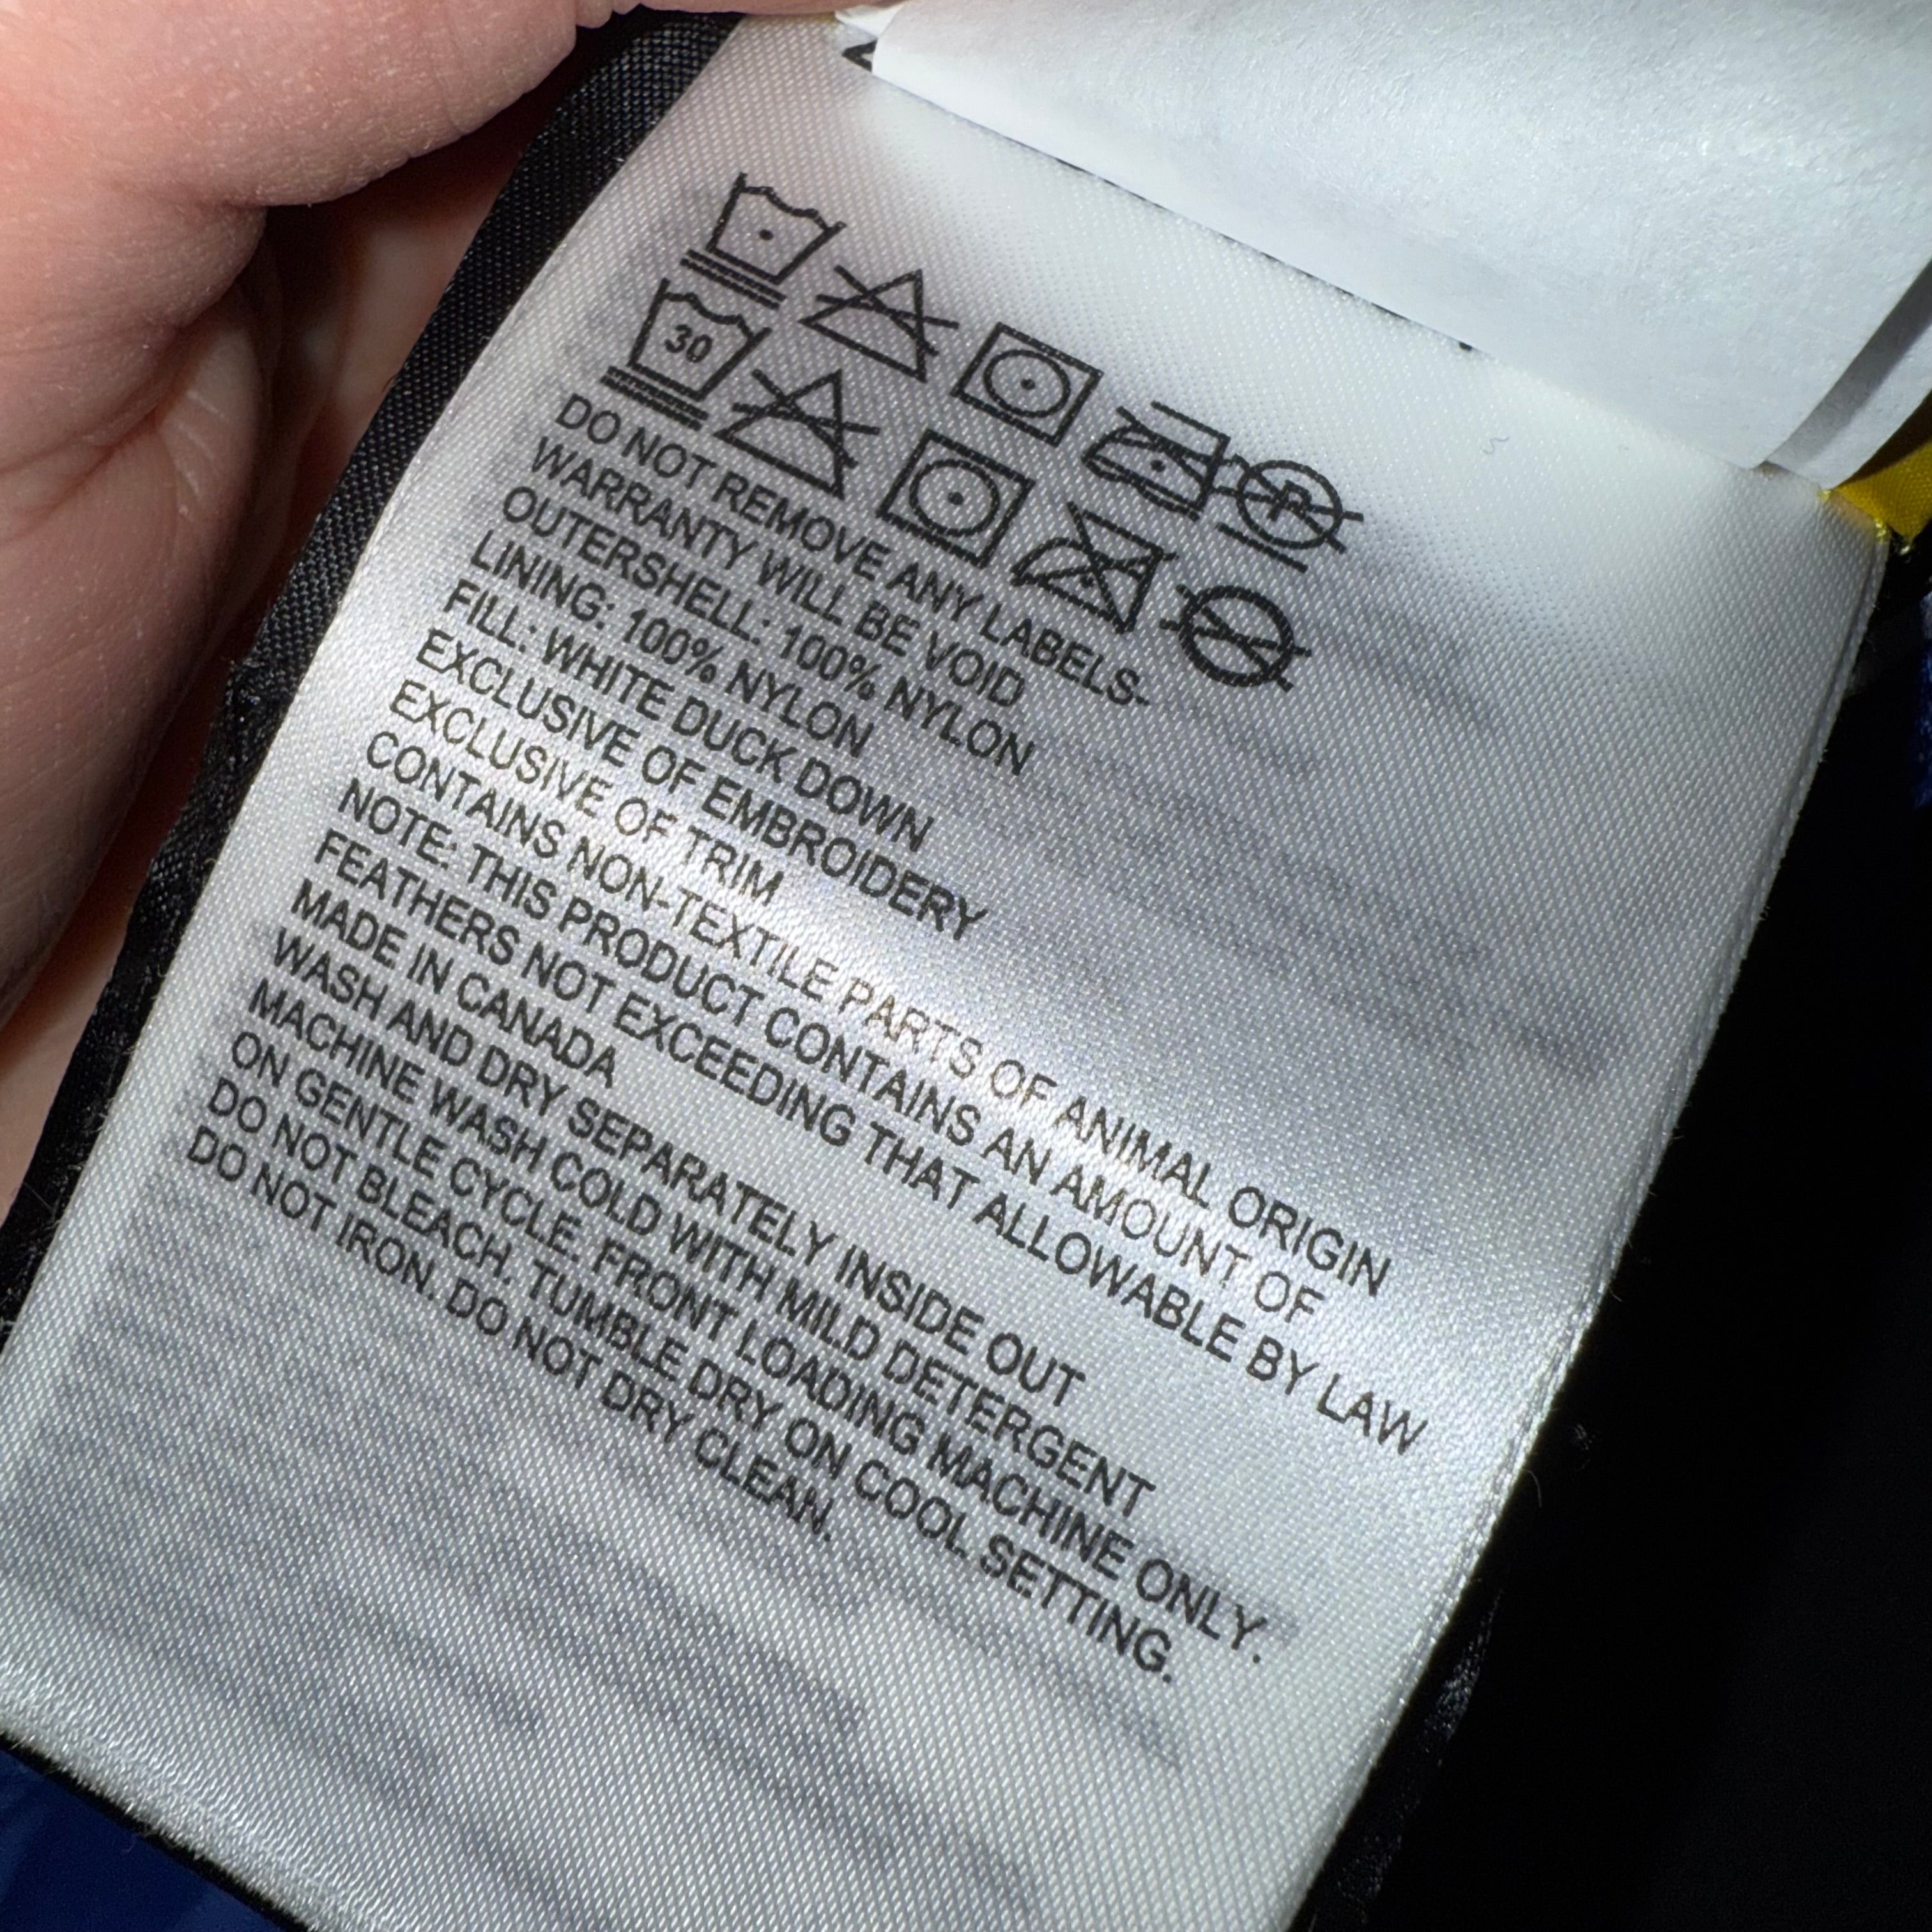 30
R
DO NOT REMOVE ANY LABELS-
WARRANTY WILL BE VOID
OUTERSHELL: 100% NYLON
LINING: 100% NYLON
FILL: WHITE DUCK DOWN
EXCLUSIVE OF EMBROIDERY
EXCLUSIVE OF TRIM
CONTAINS NON-TEXTILE PARTS OF ANIMAL ORIGIN
NOTE: THIS PRODUCT CONTAINS AN AMOUNT OF
FEATHERS NOT EXCEEDING THAT ALLOWABLE BY LAW
MADE IN CANADA
WASH AND DRY SEPARATELY INSIDE OUT
MACHINE WASH COLD WITH MILD DETERGENT
ON GENTLE CYCLE. FRONT LOADING MACHINE ONLY.
DO NOT BLEACH. TUMBLE DRY ON COOL SETTING.
DO NOT IRON. DO NOT DRY CLEAN.